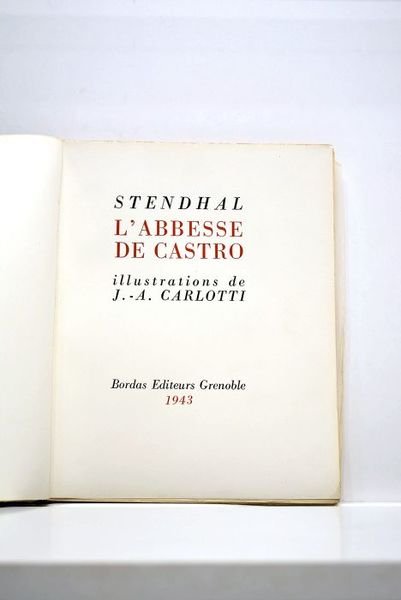 STENDHAL
L'ABBESSE
DE CASTRO
illustrations de
J.-A. CARLOTTI
Bordas Editeurs Grenoble
1943